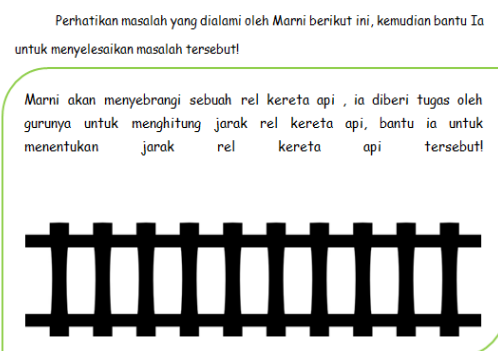 Perhatikan masalah yang dialami oleh Marni berikut ini, kemudian bantu Ia
untuk menyelesaikan masalah tersebut!
Marni akan menyebrangi sebuah rel kereta api , ia diberi tugas oleh
gurunya untuk menghitung jarak rel kereta api, bantu ia untuk
menentukan jarak rel kereta api tersebut!